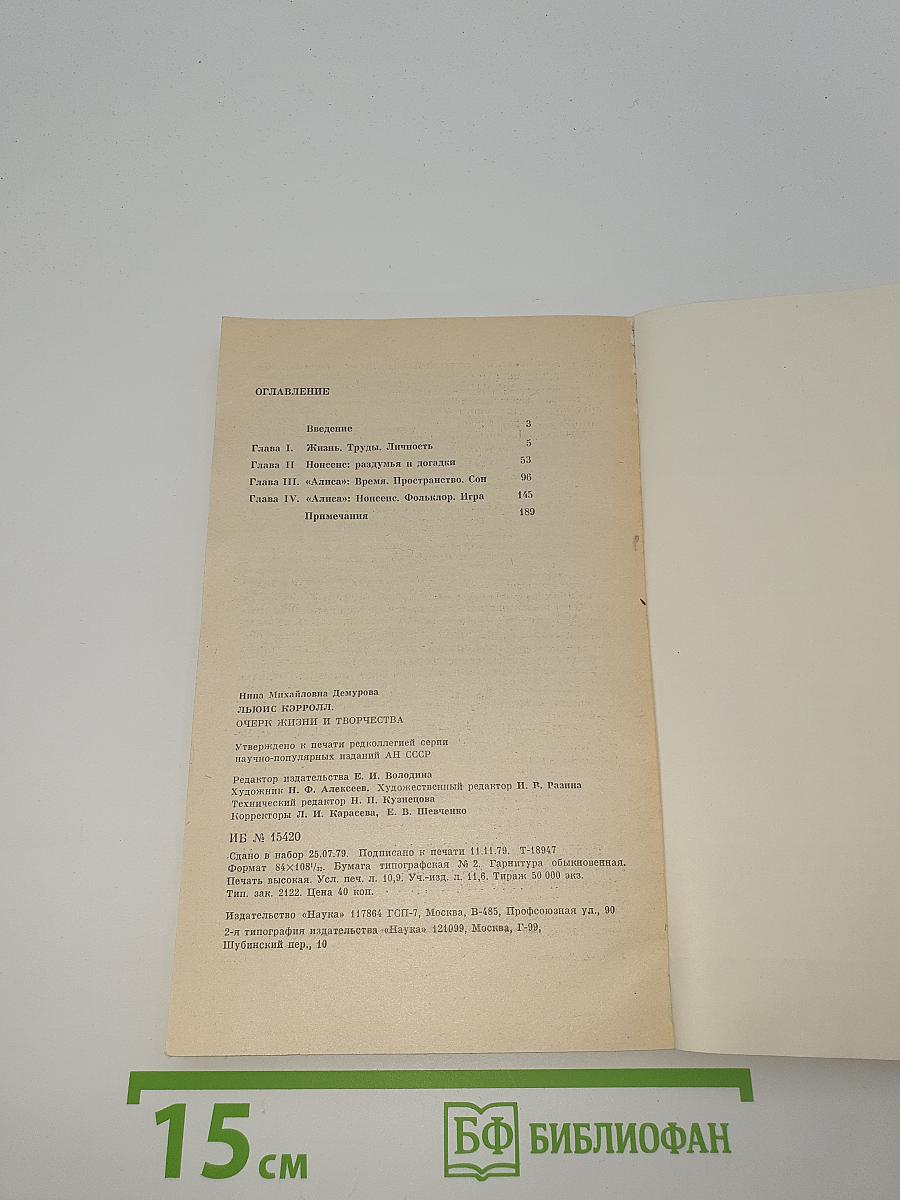 ОГЛАВЛЕНИЕ
Введение 3
Глава I. Жизнь. Труды. Личность 5
Глава II Нонсенс: раздумья и догадки 53
Глава III. «Алиса»: Время. Пространство. Сон 96
Глава IV. «Алиса»: Нонсенс. Фольклор. Игра 145
Примечания 189
Нина Михайловна Демурова
ЛЬЮИС КЭРРОЛЛ.
ОЧЕРК ЖИЗНИ И ТВОРЧЕСТВА
Утверждено к печати редколлегией серии
научно-популярных изданий АН СССР
Редактор издательства Е. И. Володина
Художник Н. Ф. Алексеев. Художественный редактор И. В. Разина
Технический редактор Н. П. Кузнецова
Корректоры Л. И. Карасева, Е. В. Шевченко
ИБ № 15420
Сдано в набор 25.07.79. Подписано к печати 11.11.79. Т-18947
Формат 84×108¹/₃₂. Бумага типографская № 2. Гарнитура обыкновенная.
Печать высокая. Усл. печ. л. 10,9. Уч.-изд. л. 11,6. Тираж 50 000 экз.
Тип. зак. 2122. Цена 40 коп.
Издательство «Наука» 117864 ГСП-7, Москва, В-485, Профсоюзная ул., 90
2-я типография издательства «Наука» 121099, Москва, Г-99,
Шубинский пер., 10
15 см
БФ БИБЛИОФАН